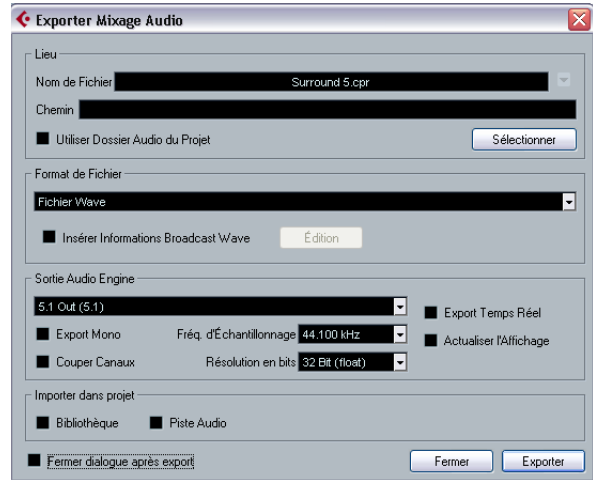 Exporter Mixage Audio
Lieu
Nom de Fichier Surround 5.cpr
Chemin
Utiliser Dossier Audio du Projet Sélectionner
Format de Fichier
Fichier Wave
Insérer Informations Broadcast Wave Édition
Sortie Audio Engine
5.1 Out (5.1)
Export Temps Réel
Export Mono Fréq. d'Échantillonnage 44.100 kHz
Actualiser l'Affichage
Couper Canaux Résolution en bits 32 Bit (float)
Importer dans projet
Bibliothèque Piste Audio
Fermer dialogue après export Fermer Exporter